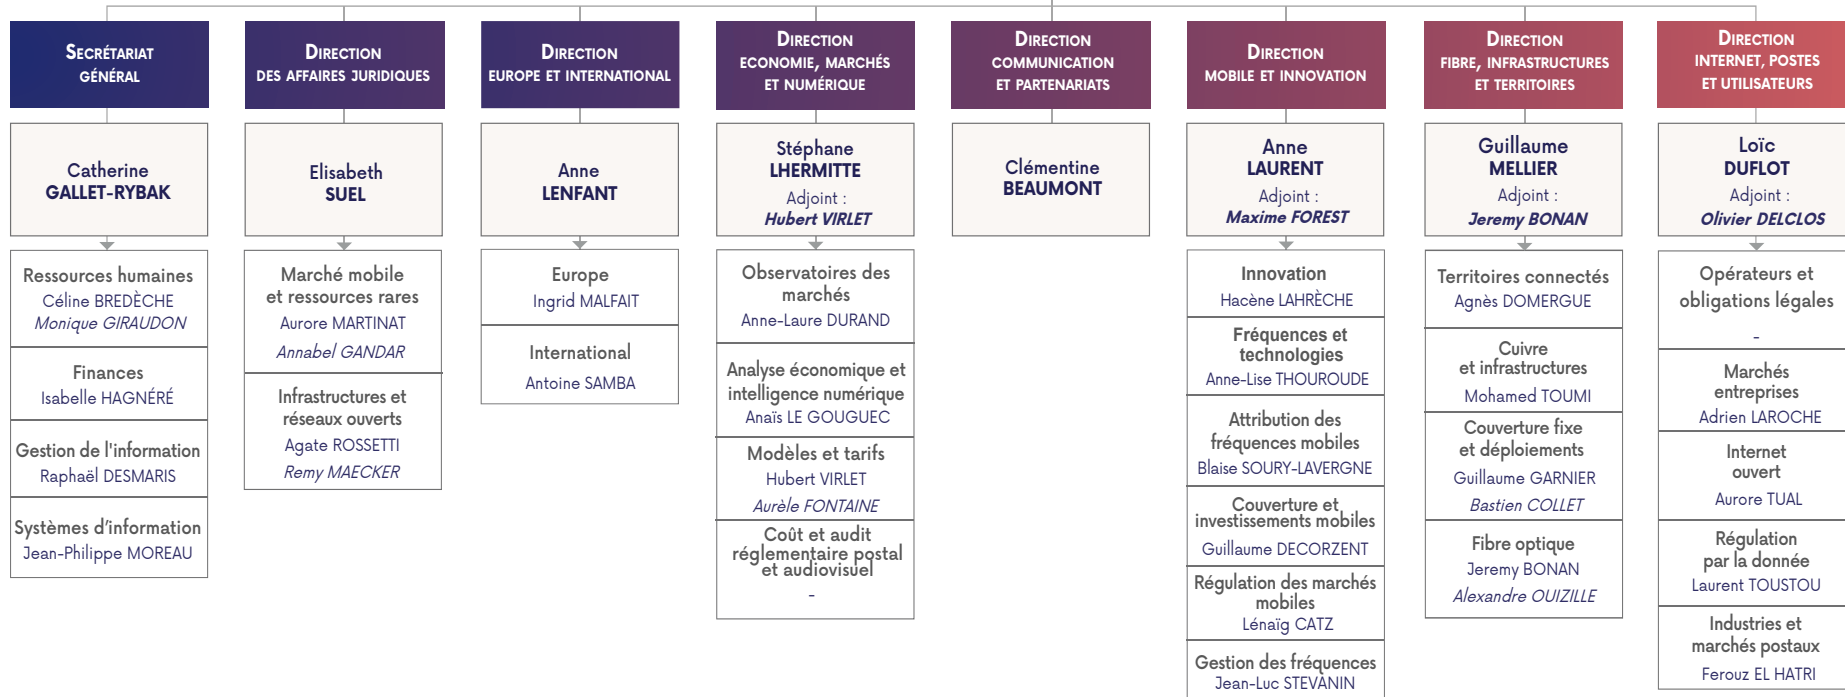 SECRÉTARIAT
GÉNÉRAL
Catherine
GALLET-RYBAK
Ressources humaines
Céline BREDÈCHE
Monique GIRAUDON
Finances
Isabelle HAGNÉRÉ
Gestion de l'information
Raphaël DESMARIS
Systèmes d'information
Jean-Philippe MOREAU
DIRECTION
DES AFFAIRES JURIDIQUES
Elisabeth
SUEL
Marché mobile
et ressources rares
Aurore MARTINAT
Annabel GANDAR
Infrastructures et
réseaux ouverts
Agate ROSSETTI
Remy MAECKER
DIRECTION
EUROPE ET INTERNATIONAL
Anne
LENFANT
Europe
Ingrid MALFAIT
International
Antoine SAMBA
DIRECTION
ECONOMIE, MARCHÉS
ET NUMÉRIQUE
Stéphane
LHERMITTE
Adjoint :
Hubert VIRLET
Observatoires des
marchés
Anne-Laure DURAND
Analyse économique et
intelligence numérique
Anaïs LE GOUGUEC
Modèles et tarifs
Hubert VIRLET
Aurèle FONTAINE
Coût et audit
réglementaire postal
et audiovisuel
-
DIRECTION
COMMUNICATION
ET PARTENARIATS
Clémentine
BEAUMONT
DIRECTION
MOBILE ET INNOVATION
Anne
LAURENT
Adjoint :
Maxime FOREST
Innovation
Hacène LAHRÈCHE
Fréquences et
technologies
Anne-Lise THOUROUDE
Attribution des
fréquences mobiles
Blaise SOURY-LAVERGNE
Couverture et
investissements mobiles
Guillaume DECORZENT
Régulation des marchés
mobiles
Lénaïg CATZ
Gestion des fréquences
Jean-Luc STEVANIN
DIRECTION
FIBRE, INFRASTRUCTURES
ET TERRITOIRES
Guillaume
MELLIER
Adjoint :
Jeremy BONAN
Territoires connectés
Agnès DOMERGUE
Cuivre
et infrastructures
Mohamed TOUMI
Couverture fixe
et déploiements
Guillaume GARNIER
Bastien COLLET
Fibre optique
Jeremy BONAN
Alexandre OUIZILLE
DIRECTION
INTERNET, POSTES
ET UTILISATEURS
Loïc
DUFLOT
Adjoint :
Olivier DELCLOS
Opérateurs et
obligations légales
-
Marchés
entreprises
Adrien LAROCHE
Internet
ouvert
Aurore TUAL
Régulation
par la donnée
Laurent TOUSTOU
Industries et
marchés postaux
Ferouz EL HATRI